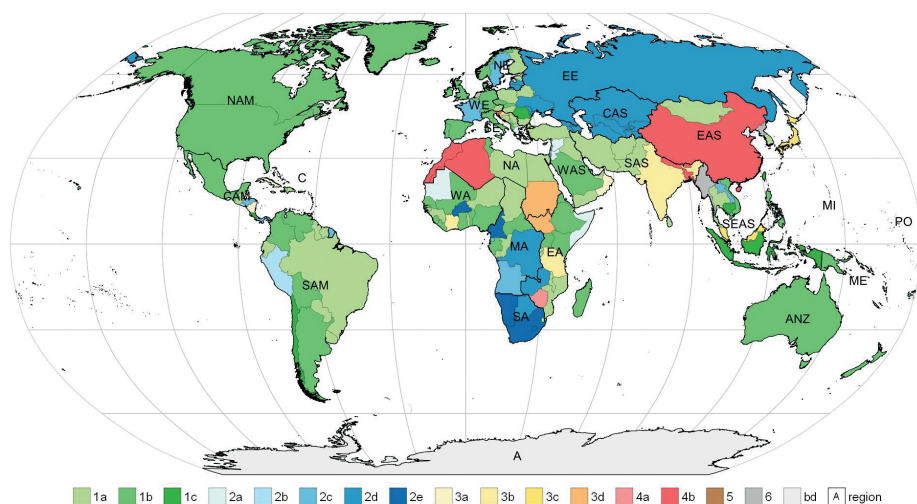 NE
EE
WE
NAM
CAS
SE
EAS
NA
SAS
WAS
C
CAM
WA
MI
SEAS
PO
MA
EA
SAM
ME
SA
ANZ
A
1a 1b 1c 2a 2b 2c 2d 2e 3a 3b 3c 3d 4a 4b 5 6 bd A region